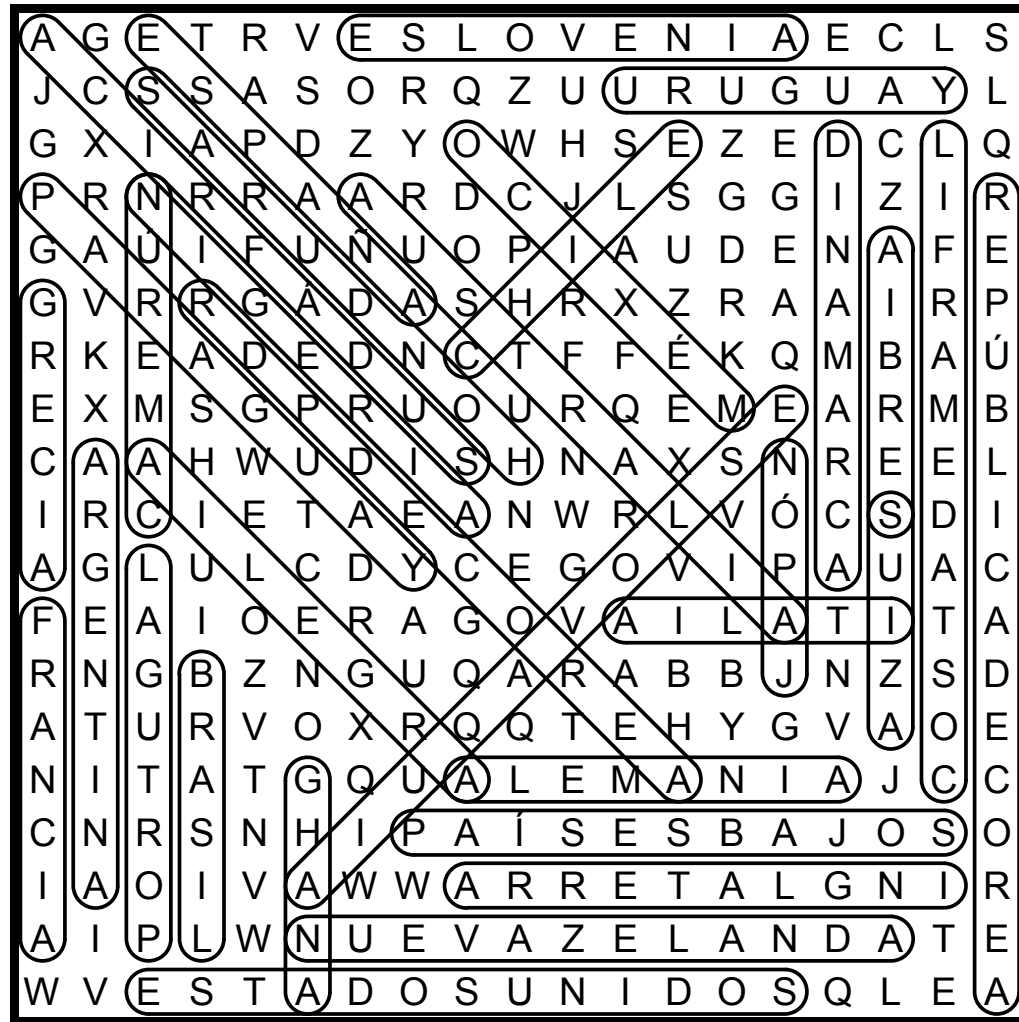 A G E T R V E S L O V E N I A E C L S
J C S S A S O R Q Z U U R U G U A Y L
G X I A P D Z Y O W H S E Z E D C L Q
P R N R R A A R D C J L S G G I Z I R
G A Ú I F U Ñ U O P I A U D E N A F E
G V R R G Á D A S H R X Z R A A I R P
R K E A D E D N C T F F É K Q M B A Ú
E X M S G P R U O U R Q E M E A R M B
C A A H W U D I S H N A X S N R E E L
I R C I E T A E A N W R L V Ó C S D I
A G L U L C D Y C E G O V I P A U A C
F E A I O E R A G O V A I L A T I T A
R N G B Z N G U Q A R A B B J N Z S D
A T U R V O X R Q Q T E H Y G V A O E
N I T A T G Q U A L E M A N I A J C C
C N R S N H I P A Í S E S B A J O S O
I A O I V A W W A R R E T A L G N I R
A I P L W N U E V A Z E L A N D A T E
W V E S T A D O S U N I D O S Q L E A